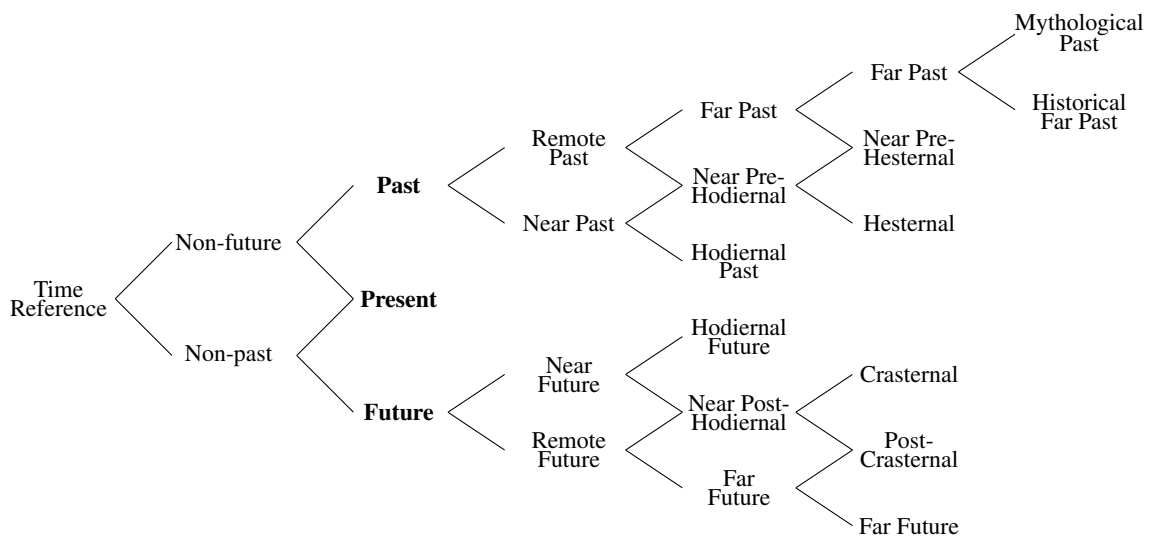 Time
Reference
Non-future
Non-past
Past
Present
Future
Remote
Past
Near Past
Near
Future
Remote
Future
Far Past
Near Pre-
Hodiernal
Hodiernal
Past
Hodiernal
Future
Near Post-
Hodiernal
Far
Future
Far Past
Near Pre-
Hesternal
Hesternal
Crasternal
Post-
Crasternal
Far Future
Mythological
Past
Historical
Far Past